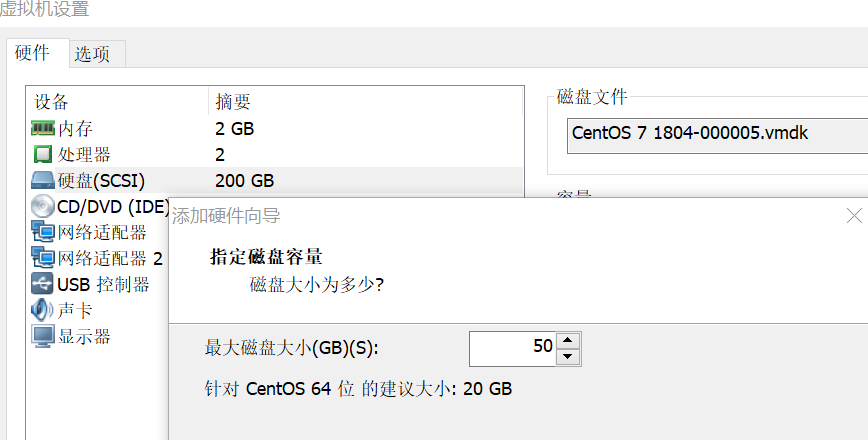 虚拟机设置
硬件 选项
设备 摘要
内存 2 GB
处理器 2
硬盘(SCSI) 200 GB
CD/DVD (IDE)
网络适配器
网络适配器 2
USB 控制器
声卡
显示器
磁盘文件
CentOS 7 1804-000005.vmdk
容量
添加硬件向导
指定磁盘容量
磁盘大小为多少?
最大磁盘大小(GB)(S): 50
针对 CentOS 64 位 的建议大小: 20 GB